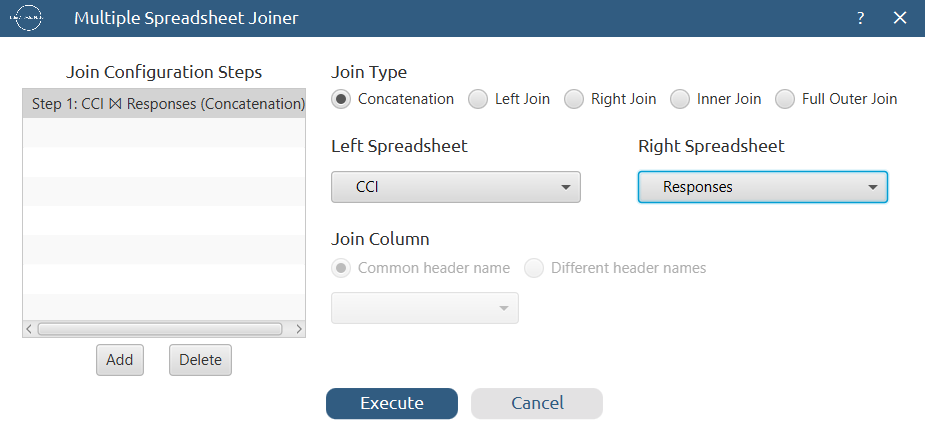 Multiple Spreadsheet Joiner
?
Join Configuration Steps
Step 1: CCI ⋈ Responses (Concatenation)
Add
Delete
Join Type
Concatenation
Left Join
Right Join
Inner Join
Full Outer Join
Left Spreadsheet
Right Spreadsheet
CCI
Responses
Join Column
Common header name
Different header names
Execute
Cancel